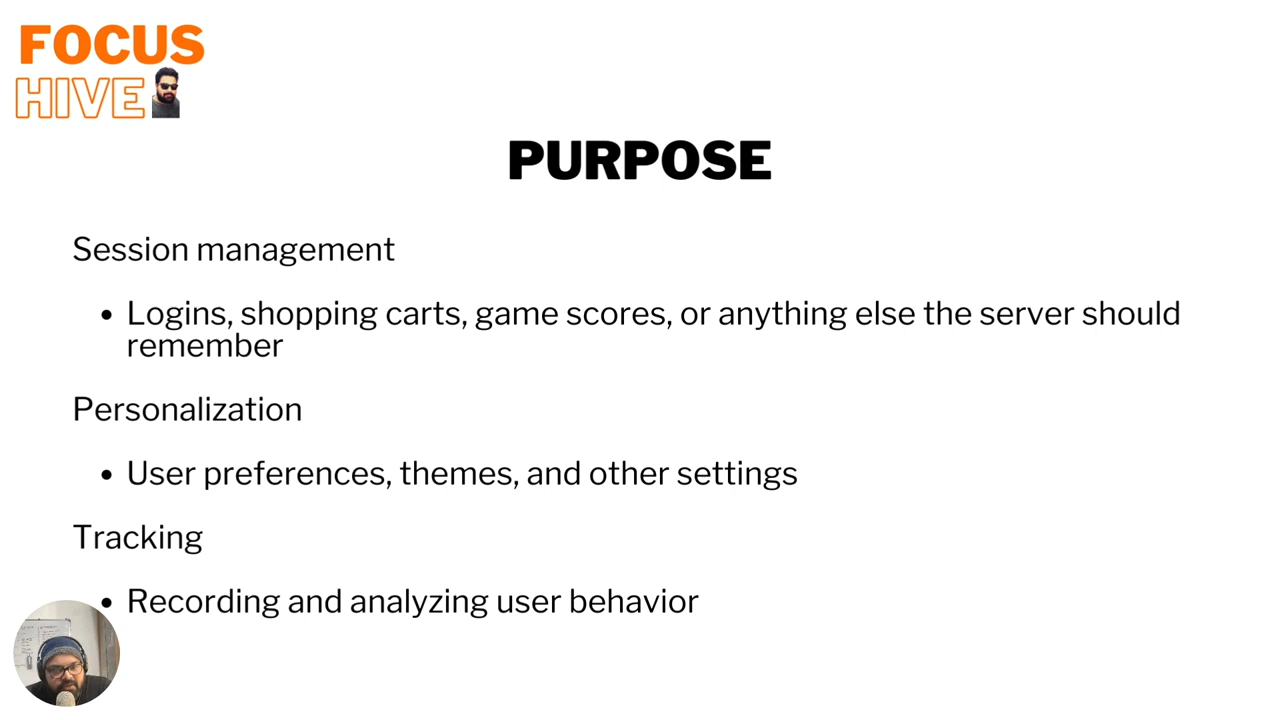 FOCUS
HIVE
PURPOSE
Session management
• Logins, shopping carts, game scores, or anything else the server should
remember
Personalization
• User preferences, themes, and other settings
Tracking
• Recording and analyzing user behavior